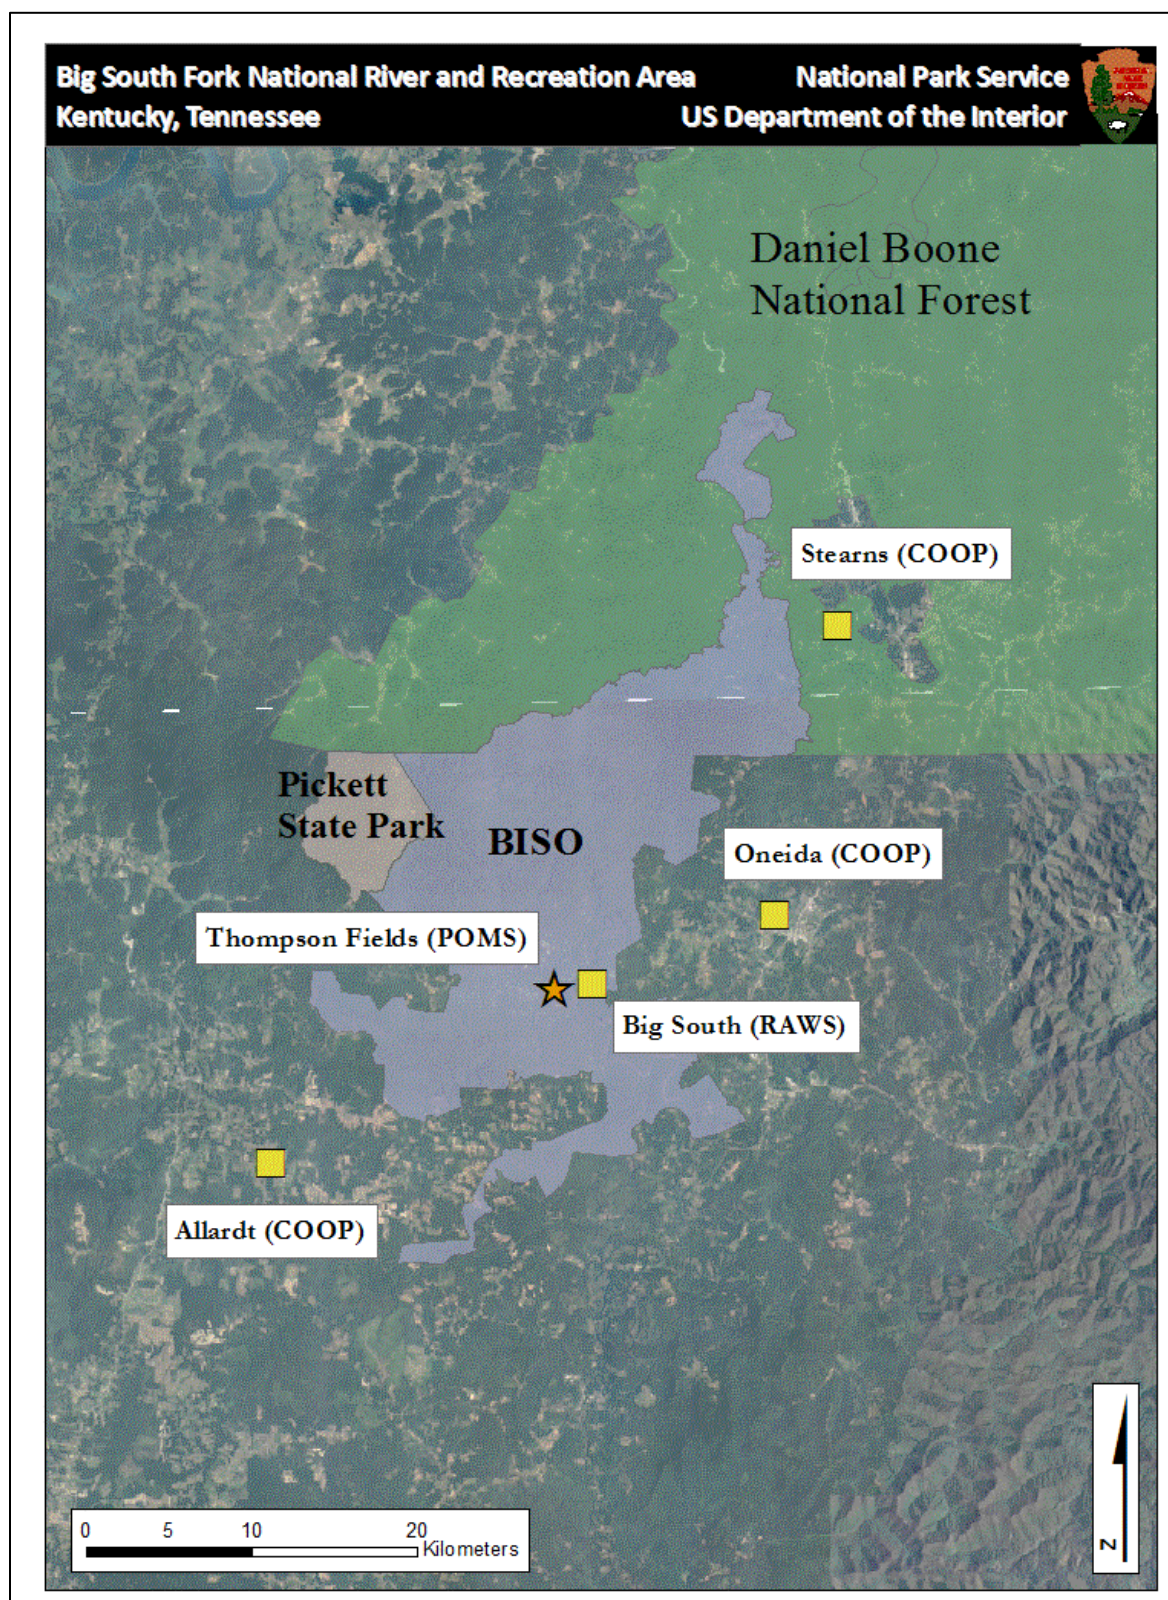 Big South Fork National River and Recreation Area
National Park Service
Kentucky, Tennessee
US Department of the Interior
Daniel Boone
National Forest
Stearns (COOP)
Pickett
State Park
BISO
Oneida (COOP)
Thompson Fields (POMS)
Big South (RAWS)
Allardt (COOP)
0 5 10 20
Kilometers
N